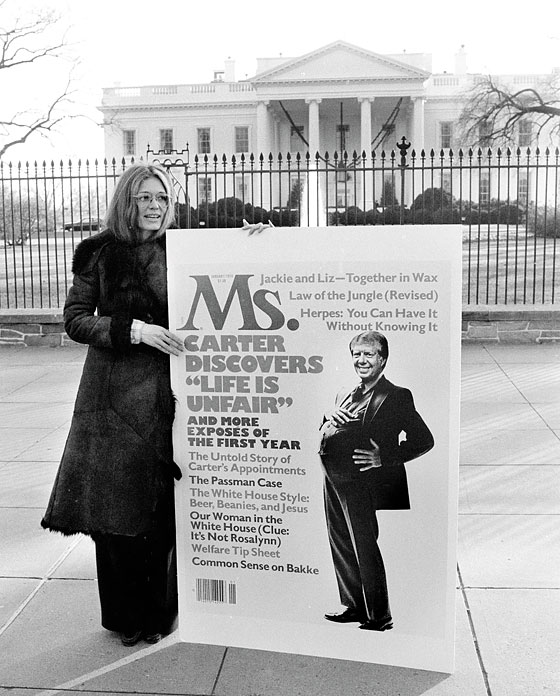 JANUARY 1978
Ms.
Jackie and Liz—Together in Wax
Law of the Jungle (Revised)
Herpes: You Can Have It
Without Knowing It
CARTER
DISCOVERS
“LIFE IS
UNFAIR”
AND MORE
EXPOSES OF
THE FIRST YEAR
The Untold Story of
Carter's Appointments
The Passman Case
The White House Style:
Beer, Beanies, and Jesus
Our Woman in the
White House (Clue:
It's Not Rosalynn)
Welfare Tip Sheet
Common Sense on Bakke